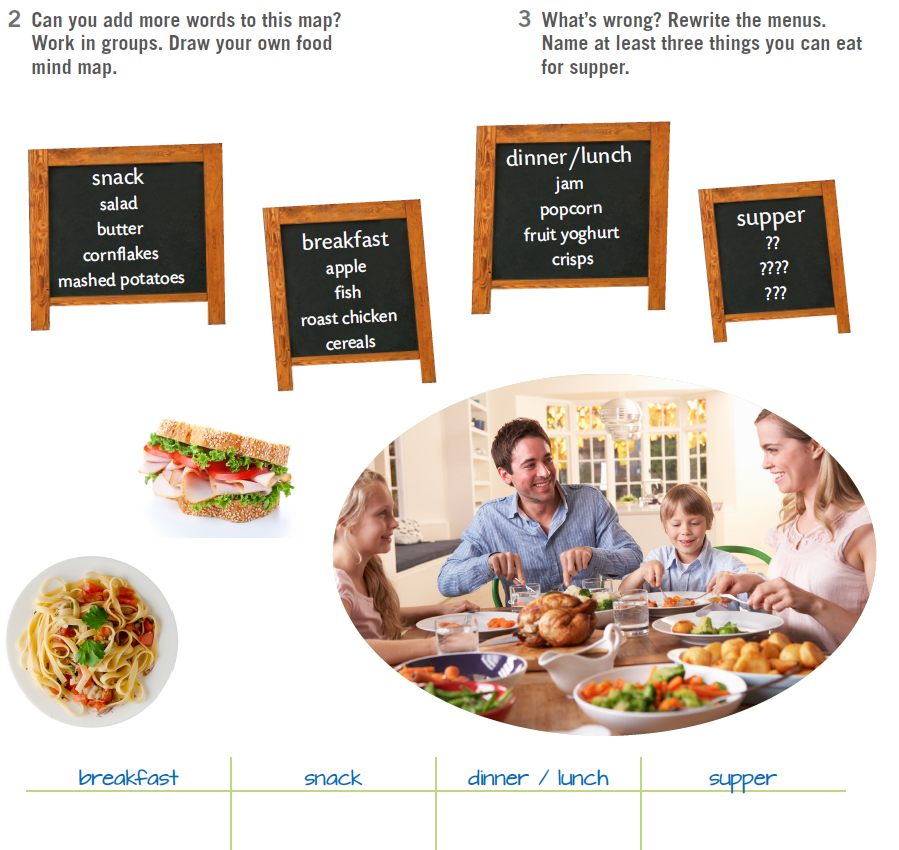 2 Can you add more words to this map?
Work in groups. Draw your own food
mind map.
3 What's wrong? Rewrite the menus.
Name at least three things you can eat
for supper.
snack
salad
butter
cornflakes
mashed potatoes
breakfast
apple
fish
roast chicken
cereals
dinner/lunch
jam
popcorn
fruit yoghurt
crisps
supper
??
????
???
breakfast
snack
dinner / lunch
supper